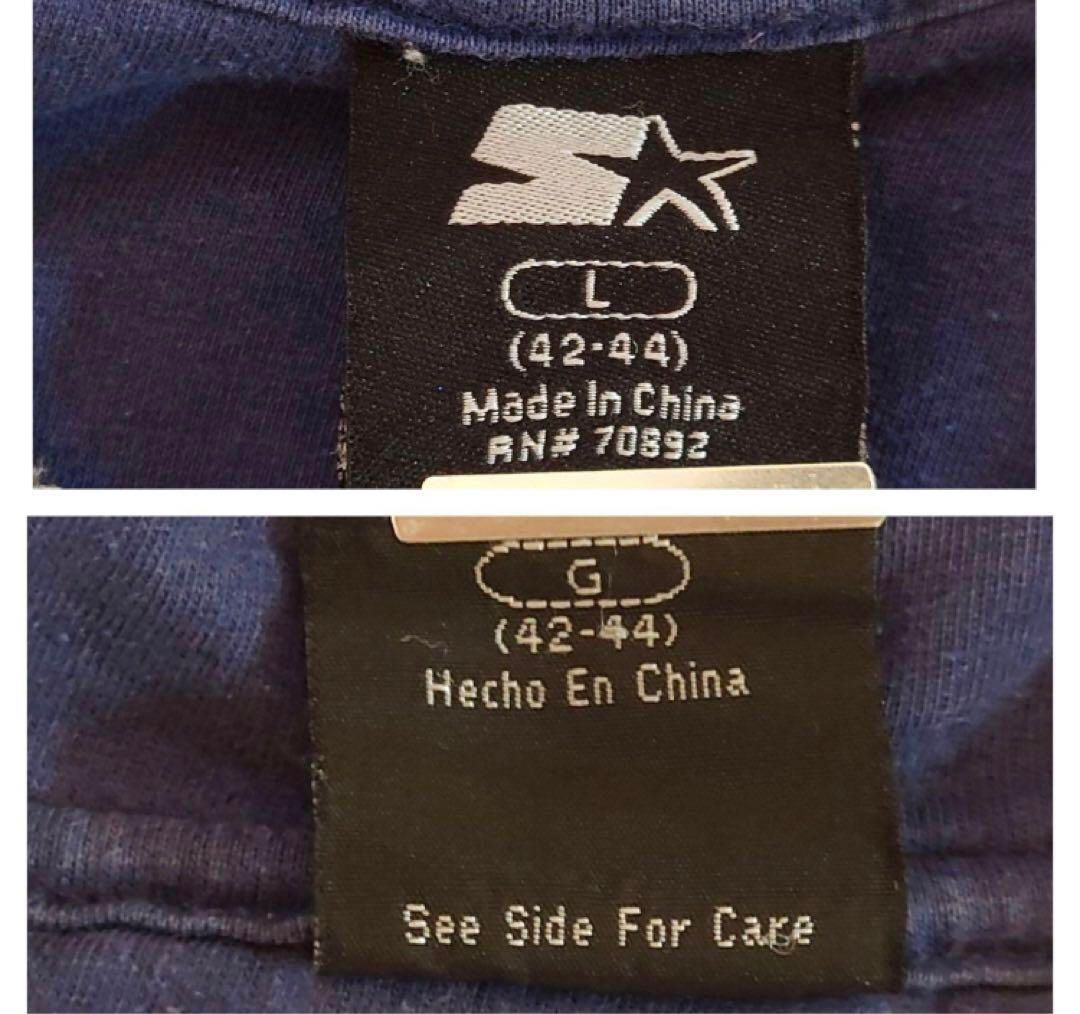 L
(42-44)
Made In China
RN# 70892
G
(42-44)
Hecho En China
See Side For Care